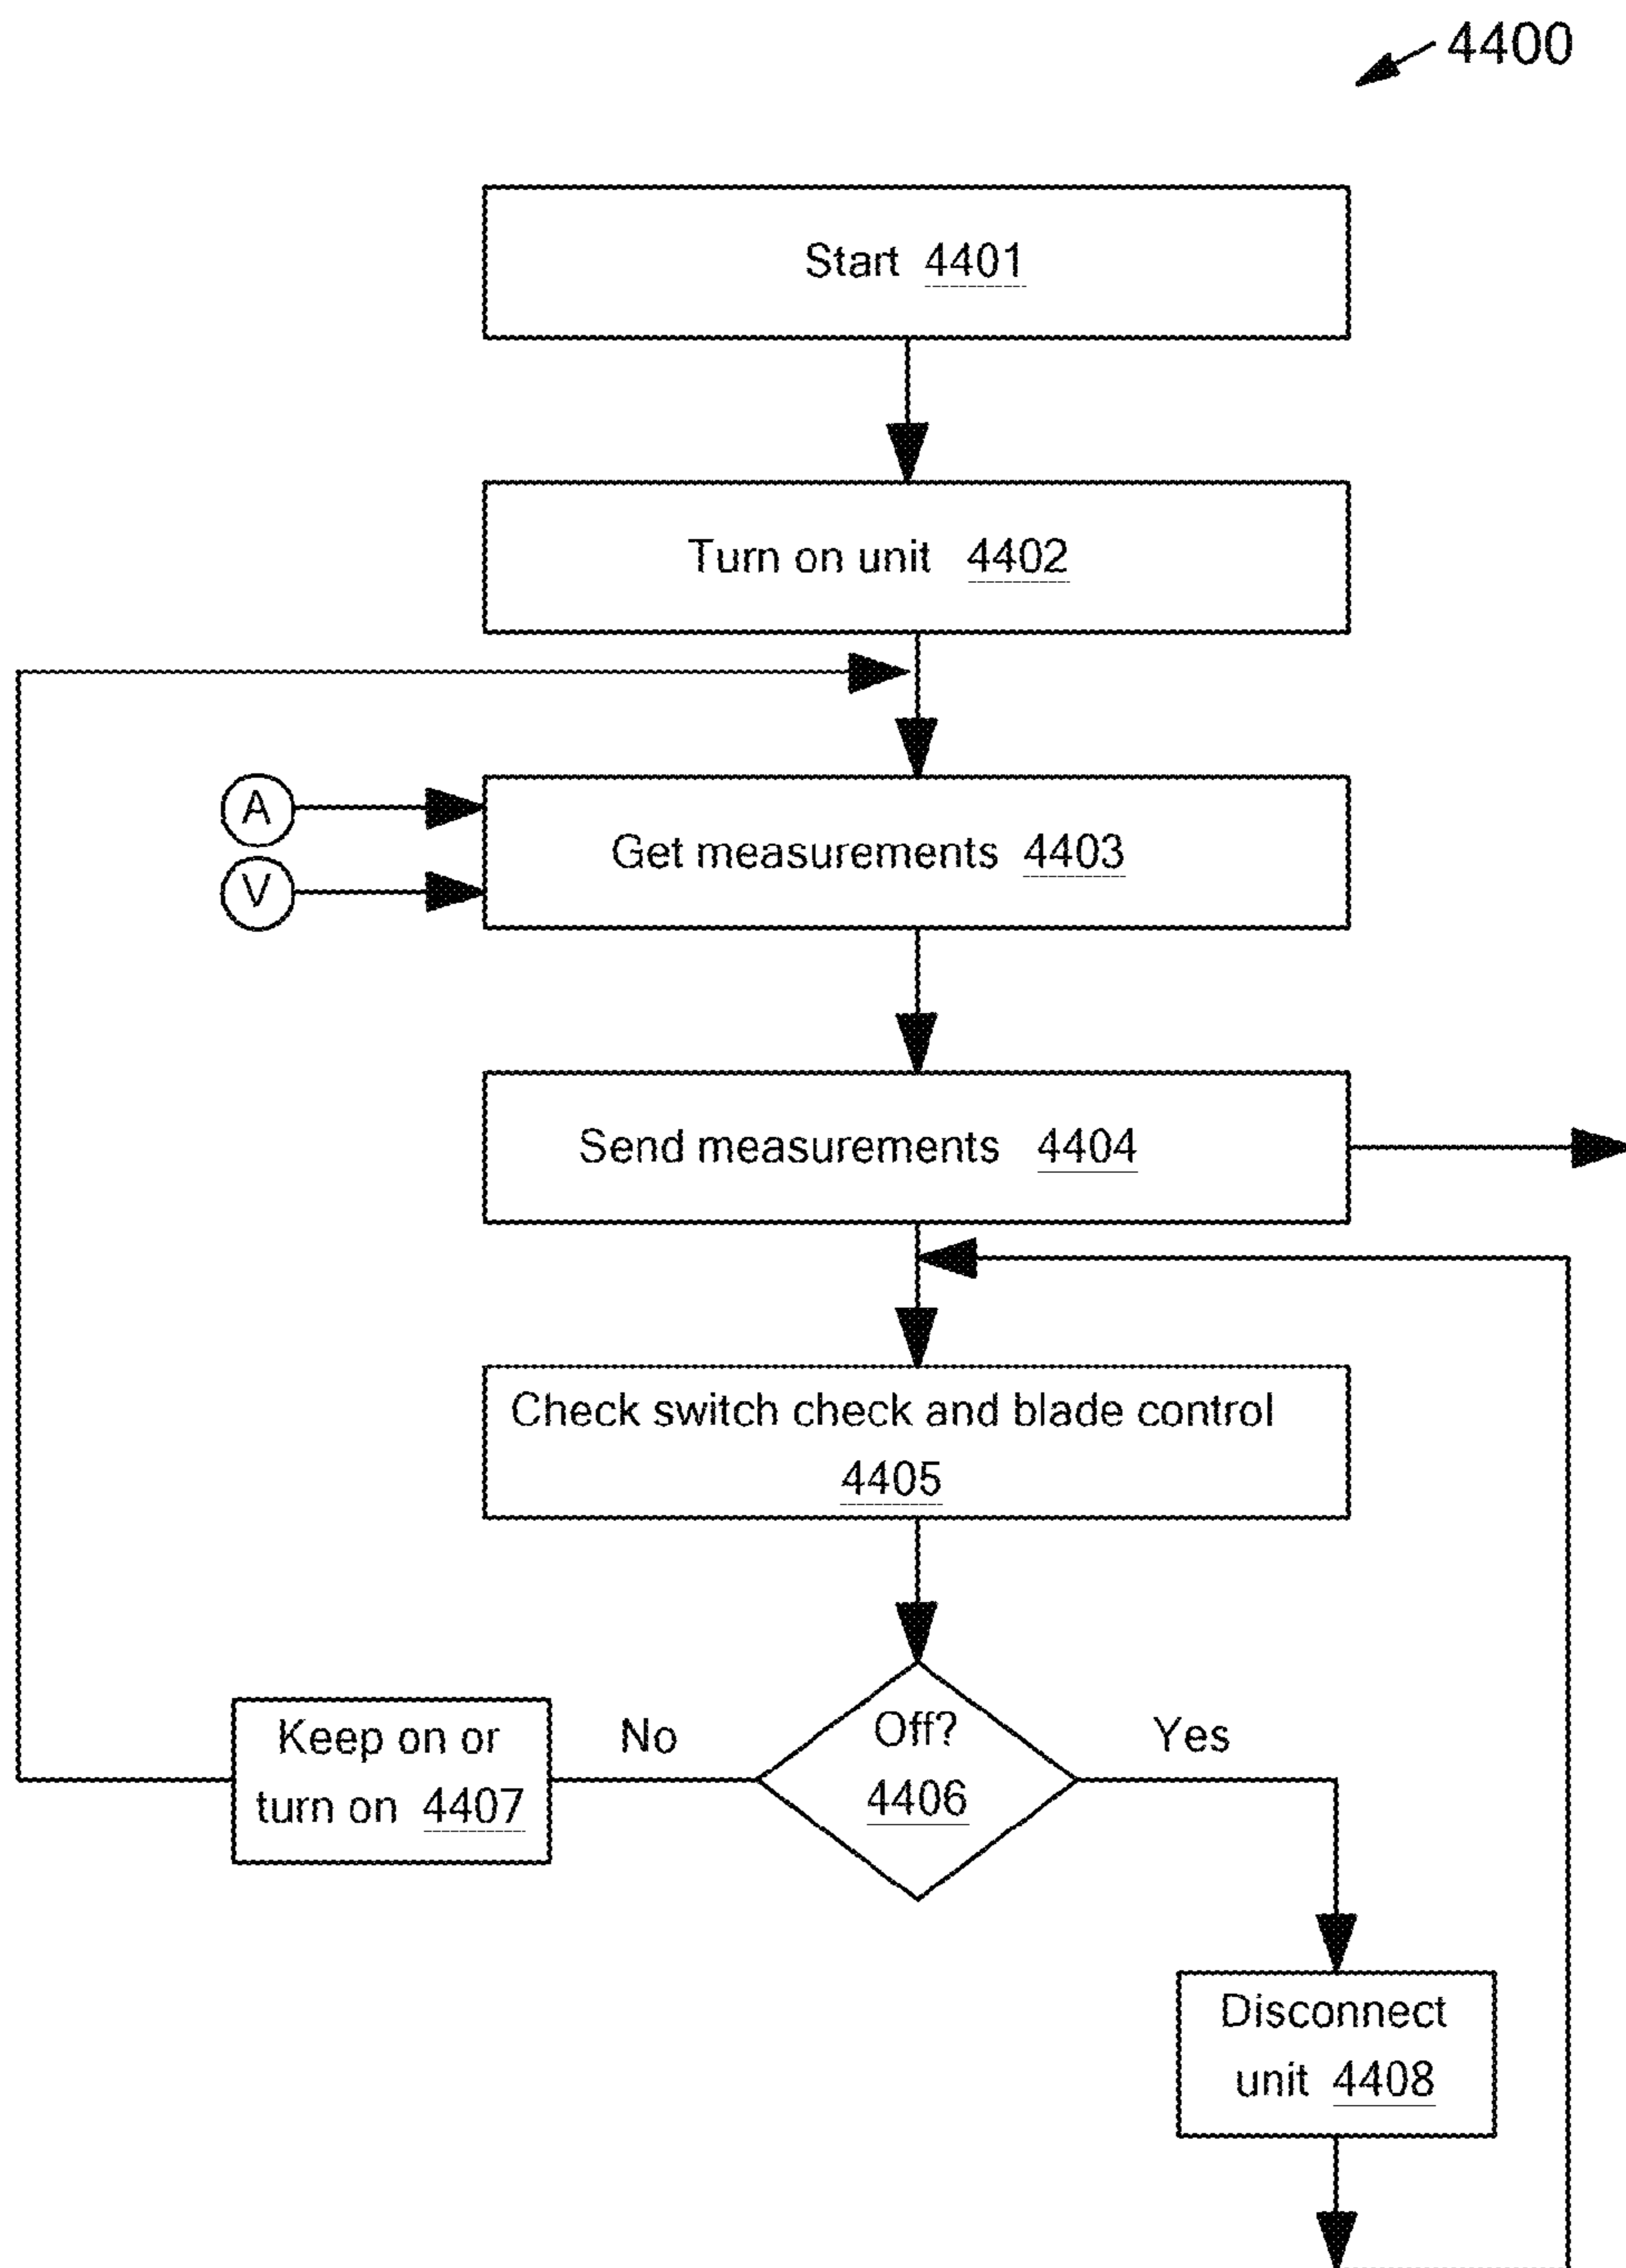 4400
Start 4401
Turn on unit 4402
A
Get measurements 4403
V
Send measurements 4404
Check switch check and blade control
4405
Keep on or
turn on 4407
No
Off?
4406
Yes
Disconnect
unit 4408